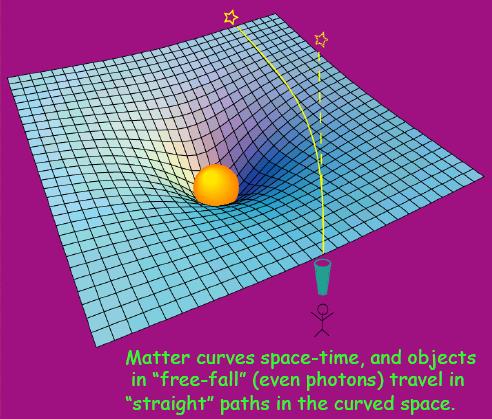 Matter curves space-time, and objects
in "free-fall" (even photons) travel in
"straight" paths in the curved space.